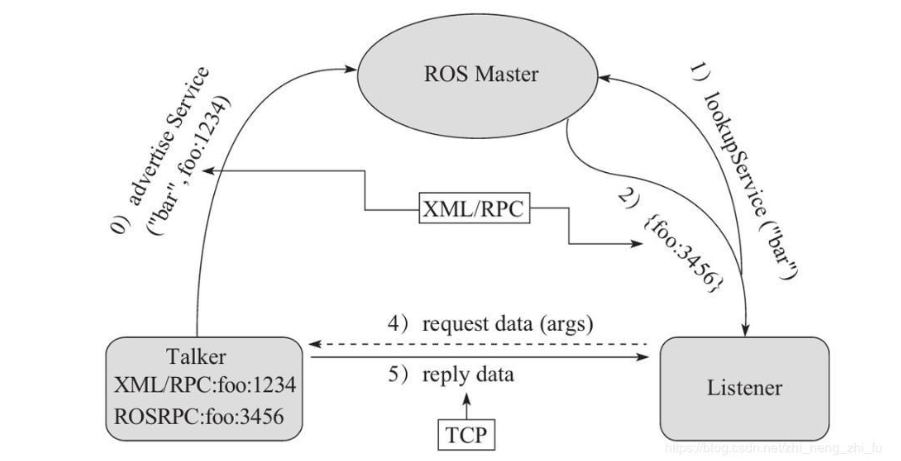 ROS Master
0) advertise Service
("bar",foo:1234)
1) lookupService ("bar")
XML/RPC
2) {foo:3456}
4) request data (args)
5) reply data
Talker
XML/RPC:foo:1234
ROSRPC:foo:3456
Listener
TCP
https://blog.csdn.net/zhi_neng_zhi_fu